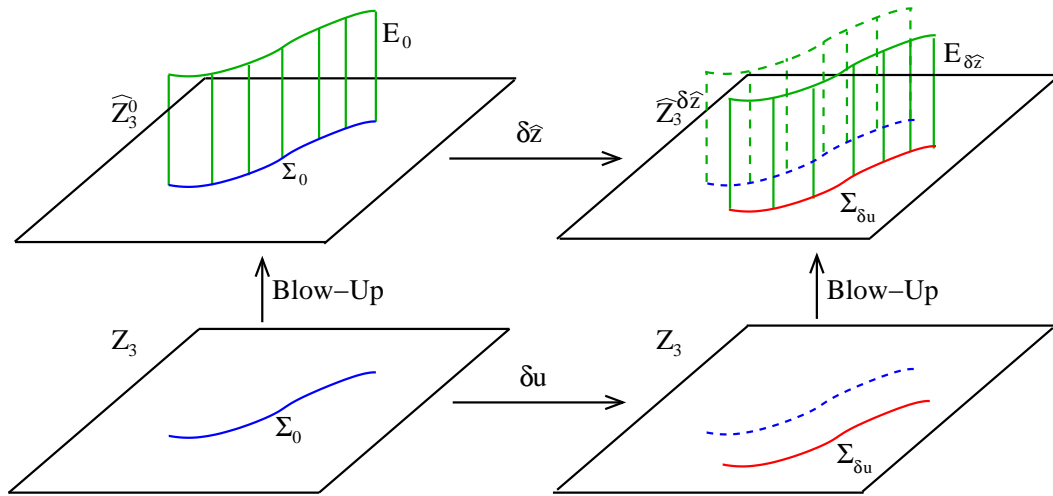 E₀
E_δẑ
Ẑ₃⁰
Ẑ₃^δẑ
δẑ
Σ₀
Σ_δu
Blow–Up
Blow–Up
Z₃
Z₃
δu
Σ₀
Σ_δu